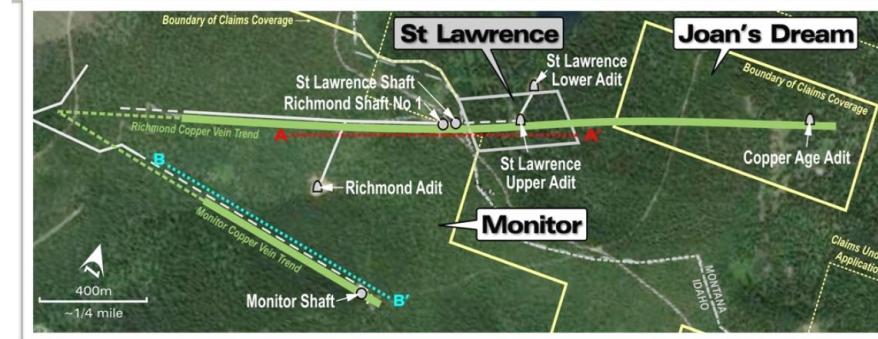 Boundary of Claims Coverage
St Lawrence
Joan's Dream
St Lawrence
Lower Adit
St Lawrence Shaft
Richmond Shaft No 1
Boundary of Claims Coverage
Richmond Copper Vein Trend
A
A'
B
St Lawrence
Upper Adit
Copper Age Adit
Richmond Adit
Monitor Copper Vein Trend
Monitor
400m
~1/4 mile
Monitor Shaft
B'
MONTANA
IDAHO
Claims Und
Application